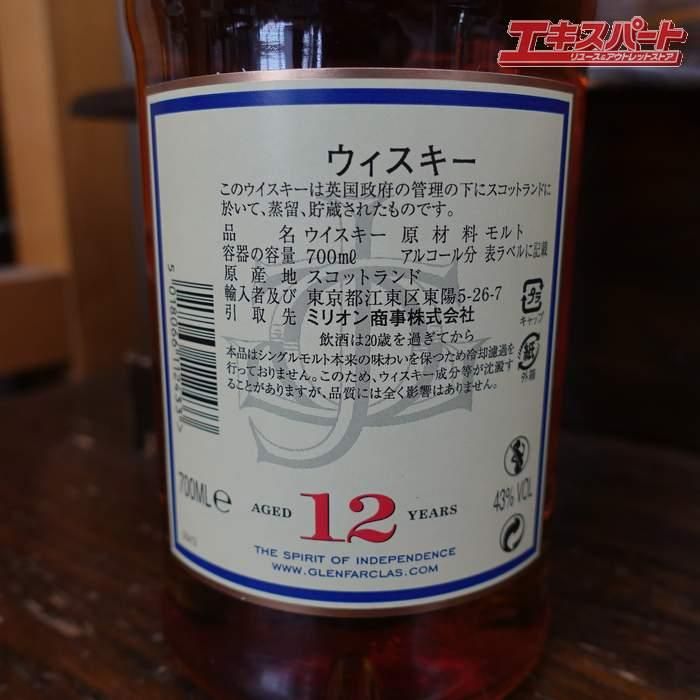 エキスパート
リユース&アウトレットストア
ウィスキー
このウイスキーは英国政府の管理の下にスコットランドに
於いて、蒸留、貯蔵されたものです。
品名 ウイスキー 原材料 モルト
容器の容量 700mℓ アルコール分 表ラベルに記載
原産地 スコットランド
輸入者及び 東京都江東区東陽5-26-7
引取先 ミリオン商事株式会社
飲酒は20歳を過ぎてから
本品はシングルモルト本来の味わいを保つため冷却濾過を
行っておりません。このため、ウィスキー成分等が沈澱す
ることがありますが、品質には全く影響はありません。
プラ
キャップ
紙
外箱
5 018066 112433
700ML e
AGED 12 YEARS
43% VOL
THE SPIRIT OF INDEPENDENCE
WWW.GLENFARCLAS.COM